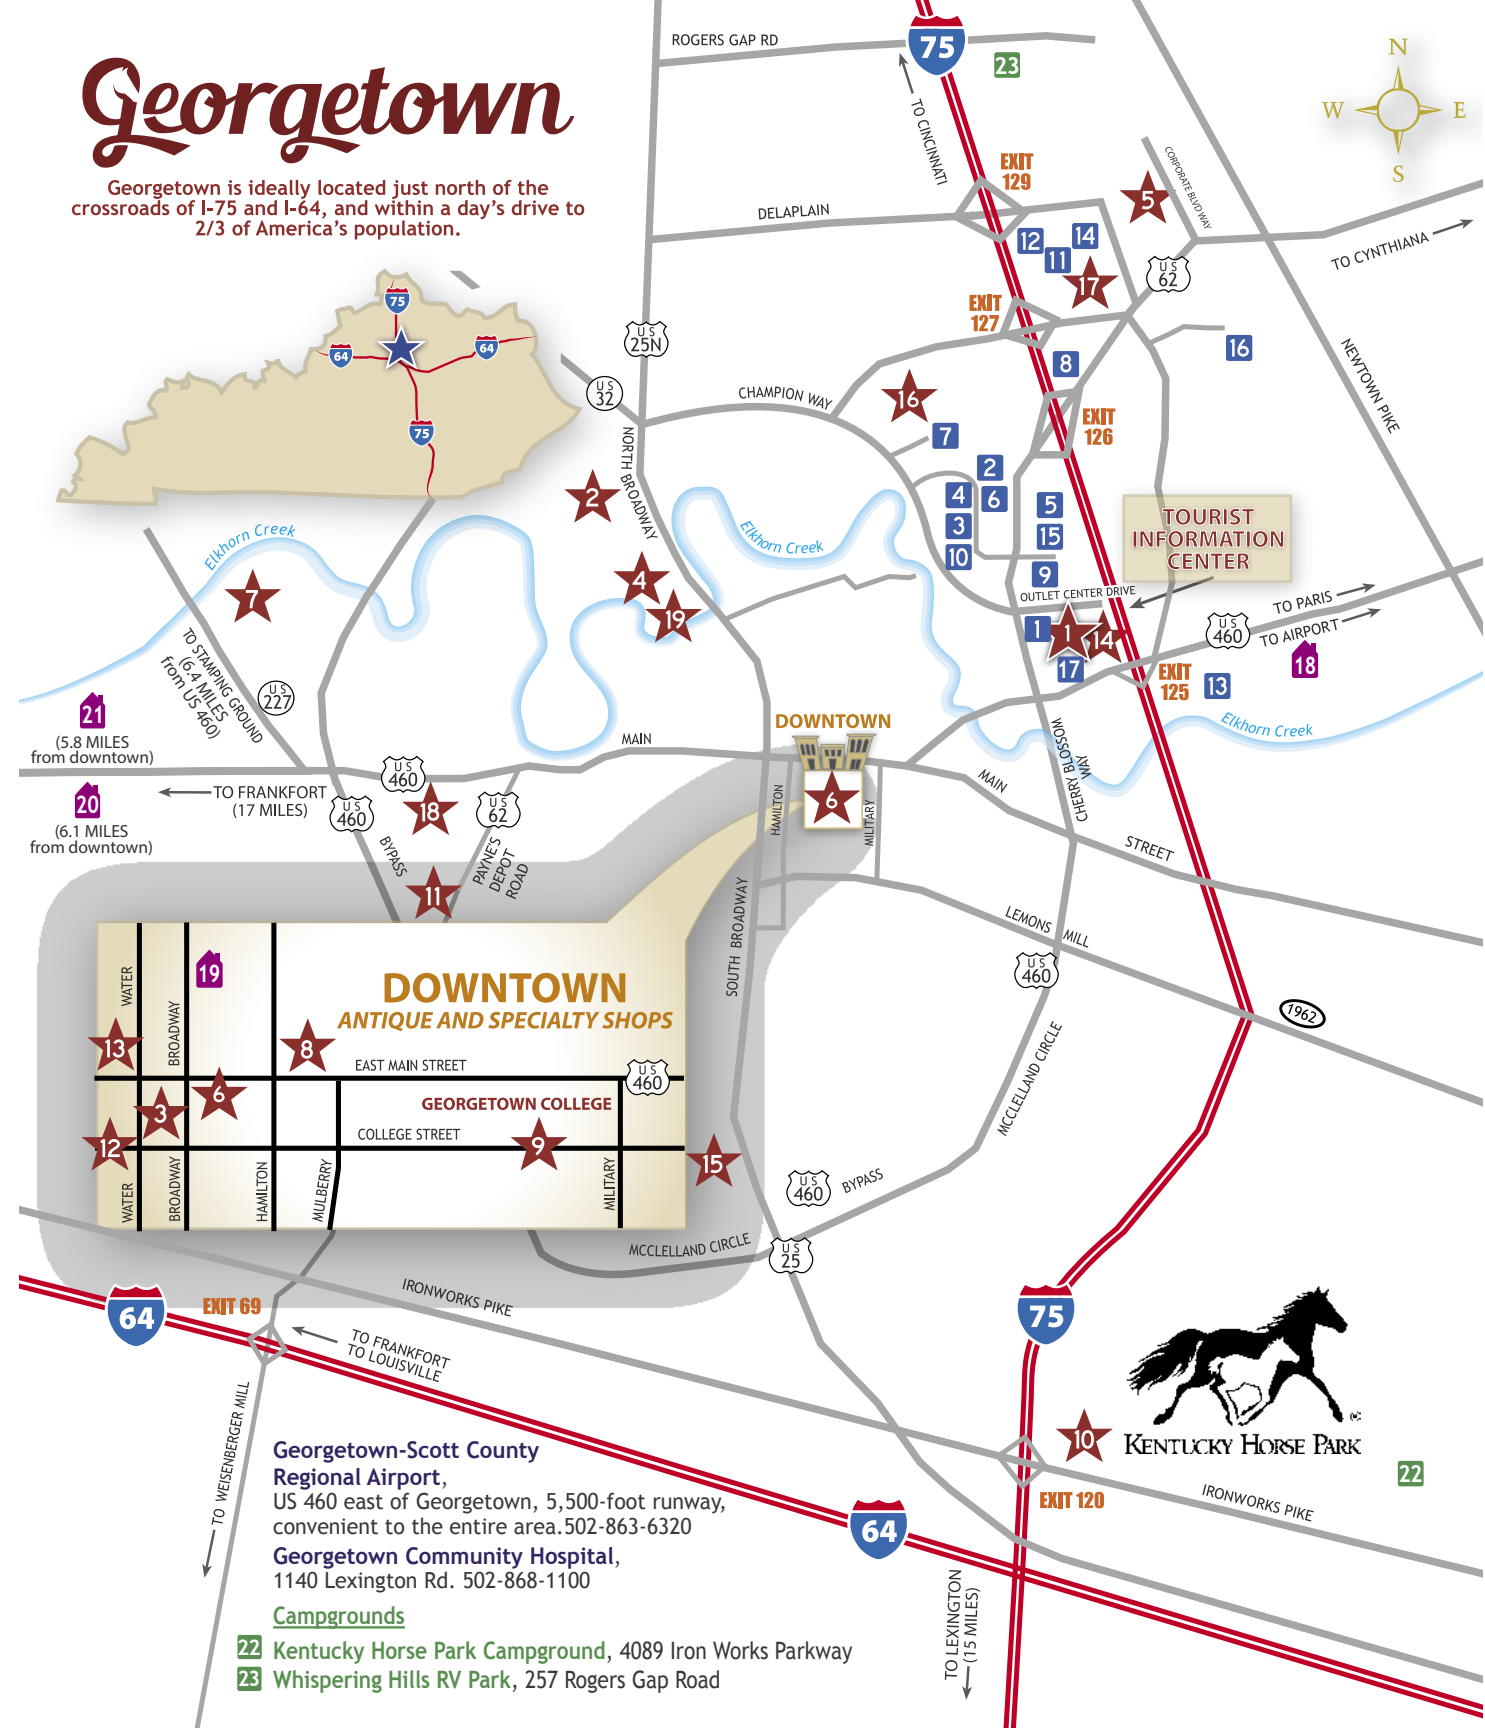 Georgetown
Georgetown is ideally located just north of the
crossroads of I-75 and I-64, and within a day's drive to
2/3 of America's population.
75
64
64
75
ROGERS GAP RD
75
23
TO CINCINNATI
N
W
E
S
EXIT
129
CORPORATE BLVD WAY
5
DELAPLAIN
12
14
11
17
US
62
TO CYNTHIANA
EXIT
127
US
25N
16
8
NEWTOWN PIKE
US
32
CHAMPION WAY
16
EXIT
126
7
NORTH BROADWAY
2
2
4
6
5
3
15
10
9
TOURIST
INFORMATION
CENTER
Elkhorn Creek
Elkhorn Creek
7
4
19
OUTLET CENTER DRIVE
TO PARIS
TO AIRPORT
US
460
1
1
14
17
18
EXIT
125
13
Elkhorn Creek
TO STAMPING GROUND
(6.4 MILES
from US 460)
US
227
21
(5.8 MILES
from downtown)
20
(6.1 MILES
from downtown)
TO FRANKFORT
(17 MILES)
US
460
US
460
BYPASS
18
US
62
PAYNE'S
DEPOT
ROAD
11
MAIN
DOWNTOWN
6
HAMILTON
MILITARY
MAIN
STREET
CHERRY BLOSSOM
WAY
SOUTH BROADWAY
LEMONS MILL
US
460
1962
MCCLELLAND CIRCLE
DOWNTOWN
ANTIQUE AND SPECIALTY SHOPS
19
WATER
BROADWAY
13
8
EAST MAIN STREET
US
460
6
3
GEORGETOWN COLLEGE
COLLEGE STREET
12
9
15
WATER
BROADWAY
HAMILTON
MULBERRY
MILITARY
US
460
BYPASS
MCCLELLAND CIRCLE
US
25
IRONWORKS PIKE
64
EXIT 69
TO FRANKFORT
TO LOUISVILLE
75
10
KENTUCKY HORSE PARK
22
EXIT 120
IRONWORKS PIKE
64
TO WEISENBERGER MILL
TO LEXINGTON
(15 MILES)
Georgetown-Scott County
Regional Airport,
US 460 east of Georgetown, 5,500-foot runway,
convenient to the entire area.502-863-6320
Georgetown Community Hospital,
1140 Lexington Rd. 502-868-1100
Campgrounds
22 Kentucky Horse Park Campground, 4089 Iron Works Parkway
23 Whispering Hills RV Park, 257 Rogers Gap Road